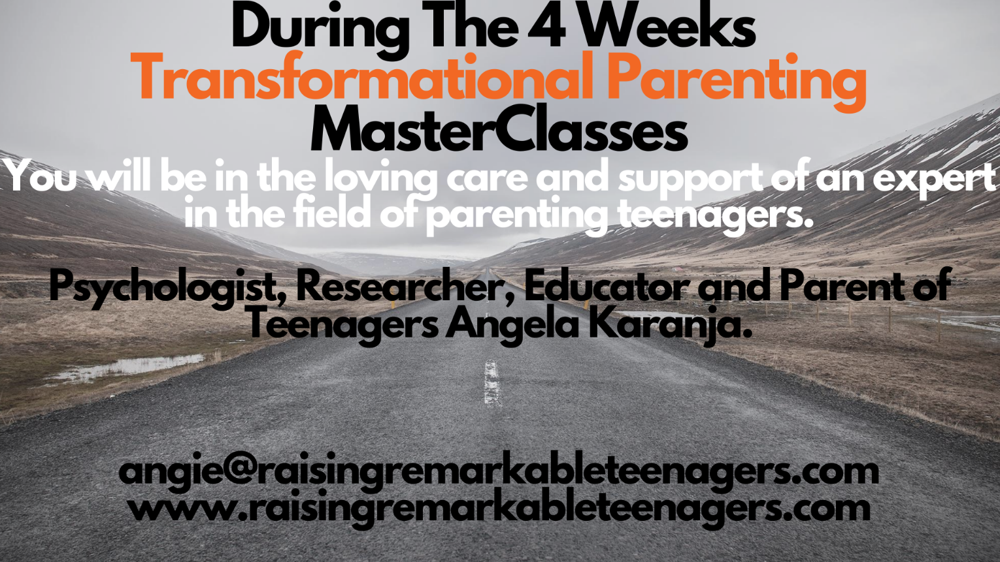 During The 4 Weeks
Transformational Parenting
MasterClasses
You will be in the loving care and support of an expert
in the field of parenting teenagers.
Psychologist, Researcher, Educator and Parent of
Teenagers Angela Karanja.
angie@raisingremarkableteenagers.com
www.raisingremarkableteenagers.com